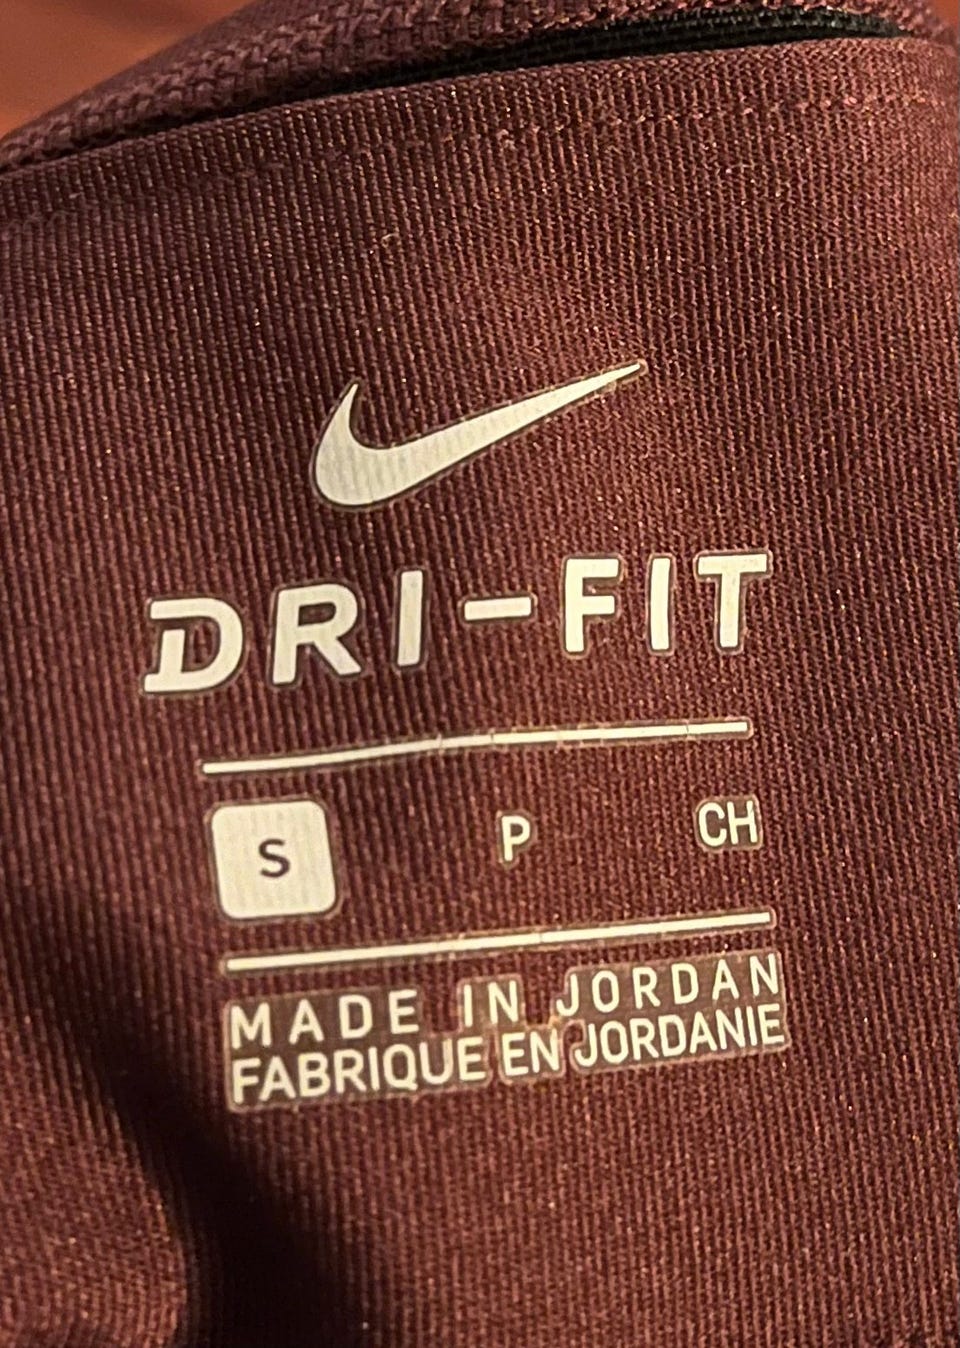 DRI-FIT
S P CH
MADE IN JORDAN
FABRIQUE EN JORDANIE